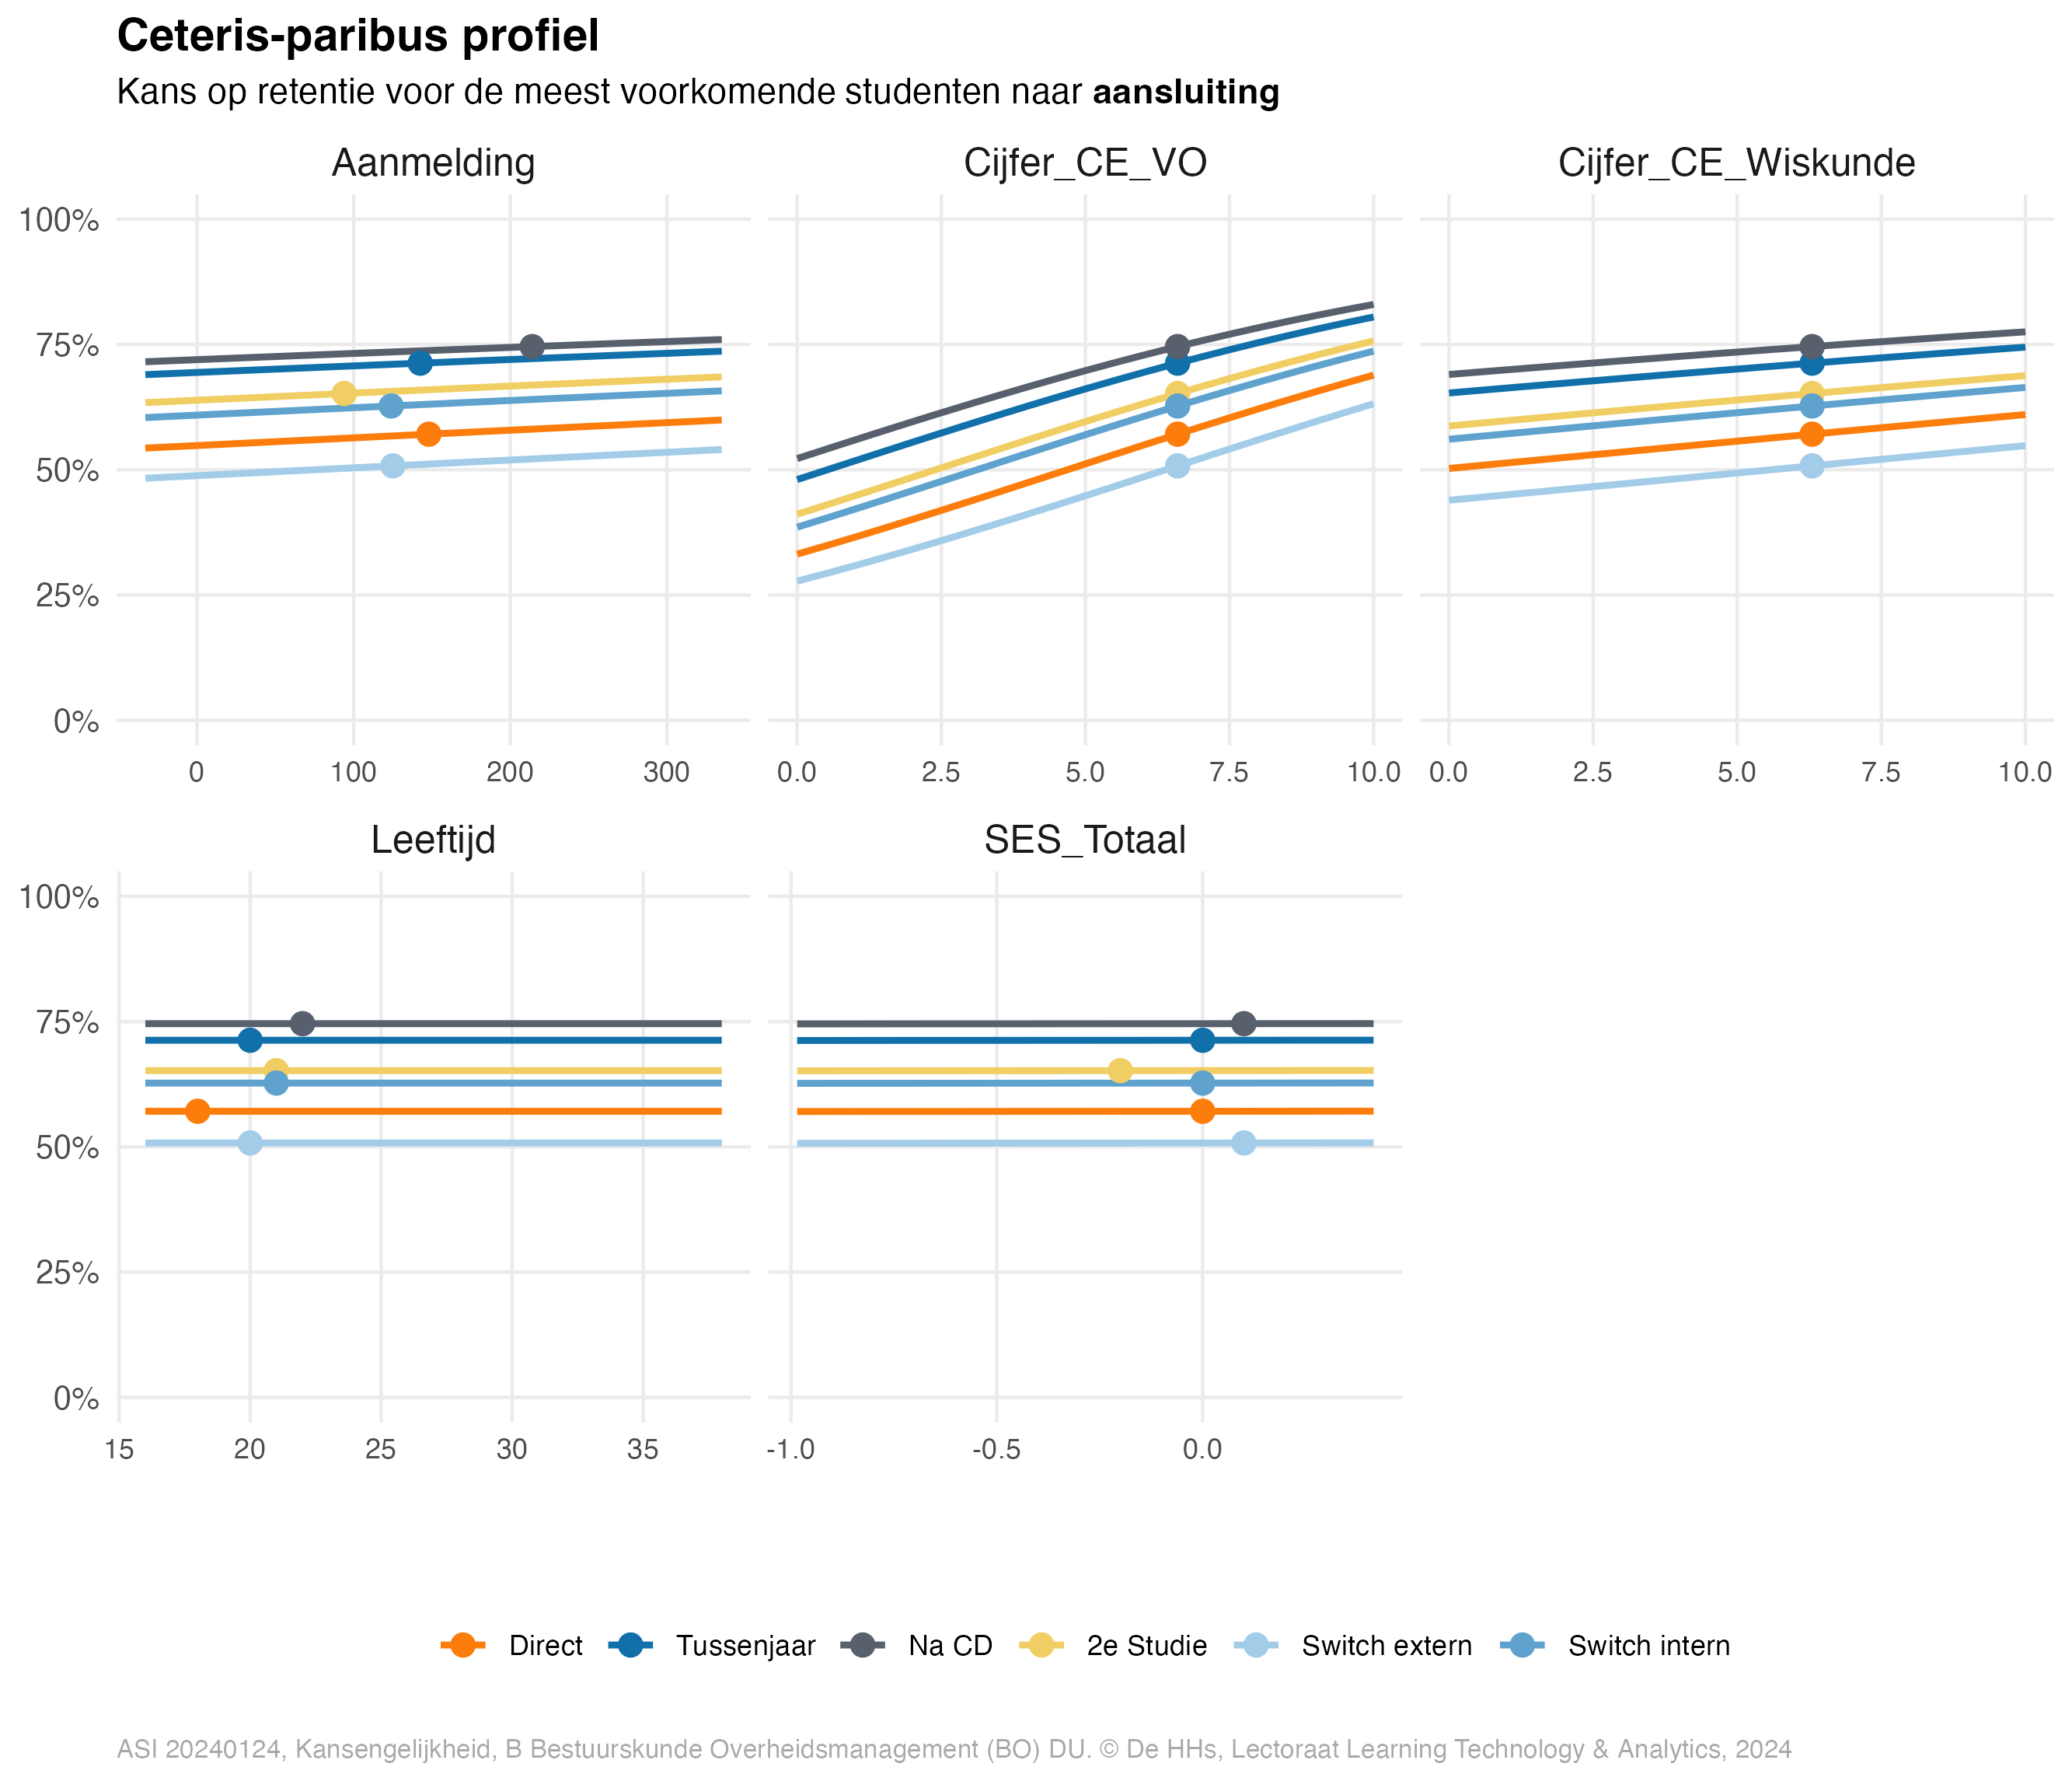 Ceteris-paribus profiel
Kans op retentie voor de meest voorkomende studenten naar aansluiting
Aanmelding
Cijfer_CE_VO
Cijfer_CE_Wiskunde
100%
75%
50%
25%
0%
0 100 200 300
0.0 2.5 5.0 7.5 10.0
0.0 2.5 5.0 7.5 10.0
Leeftijd
SES_Totaal
100%
75%
50%
25%
0%
15 20 25 30 35
-1.0 -0.5 0.0
Direct Tussenjaar Na CD 2e Studie Switch extern Switch intern
ASI 20240124, Kansengelijkheid, B Bestuurskunde Overheidsmanagement (BO) DU. © De HHs, Lectoraat Learning Technology & Analytics, 2024